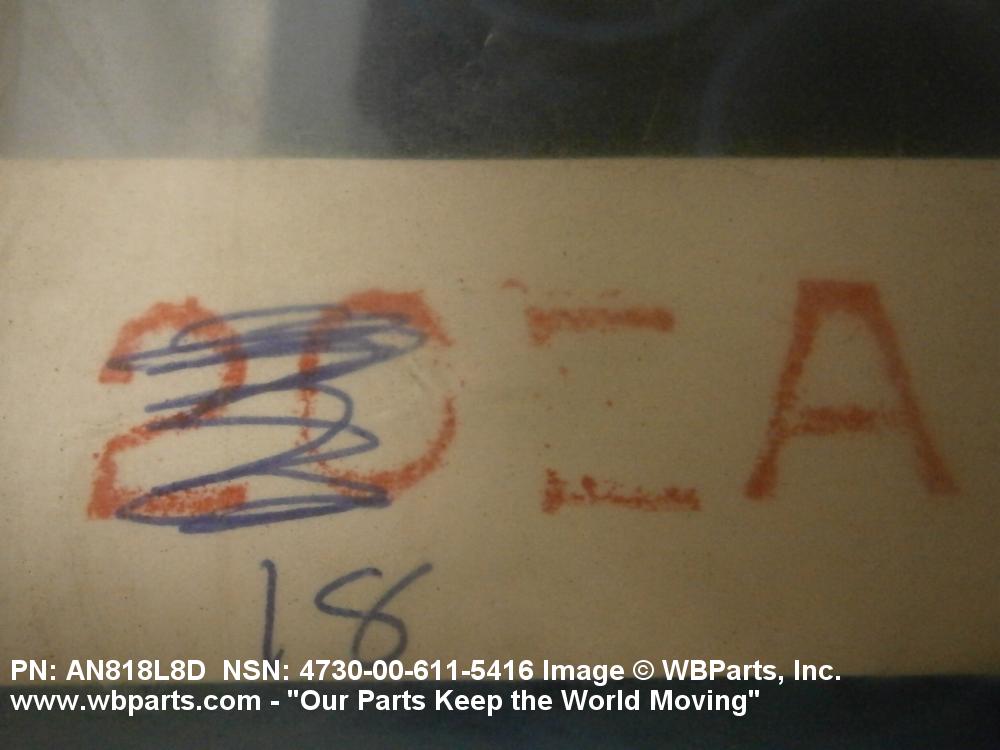 20 EA
18
PN: AN818L8D NSN: 4730-00-611-5416 Image © WBParts, Inc.
www.wbparts.com - "Our Parts Keep the World Moving"